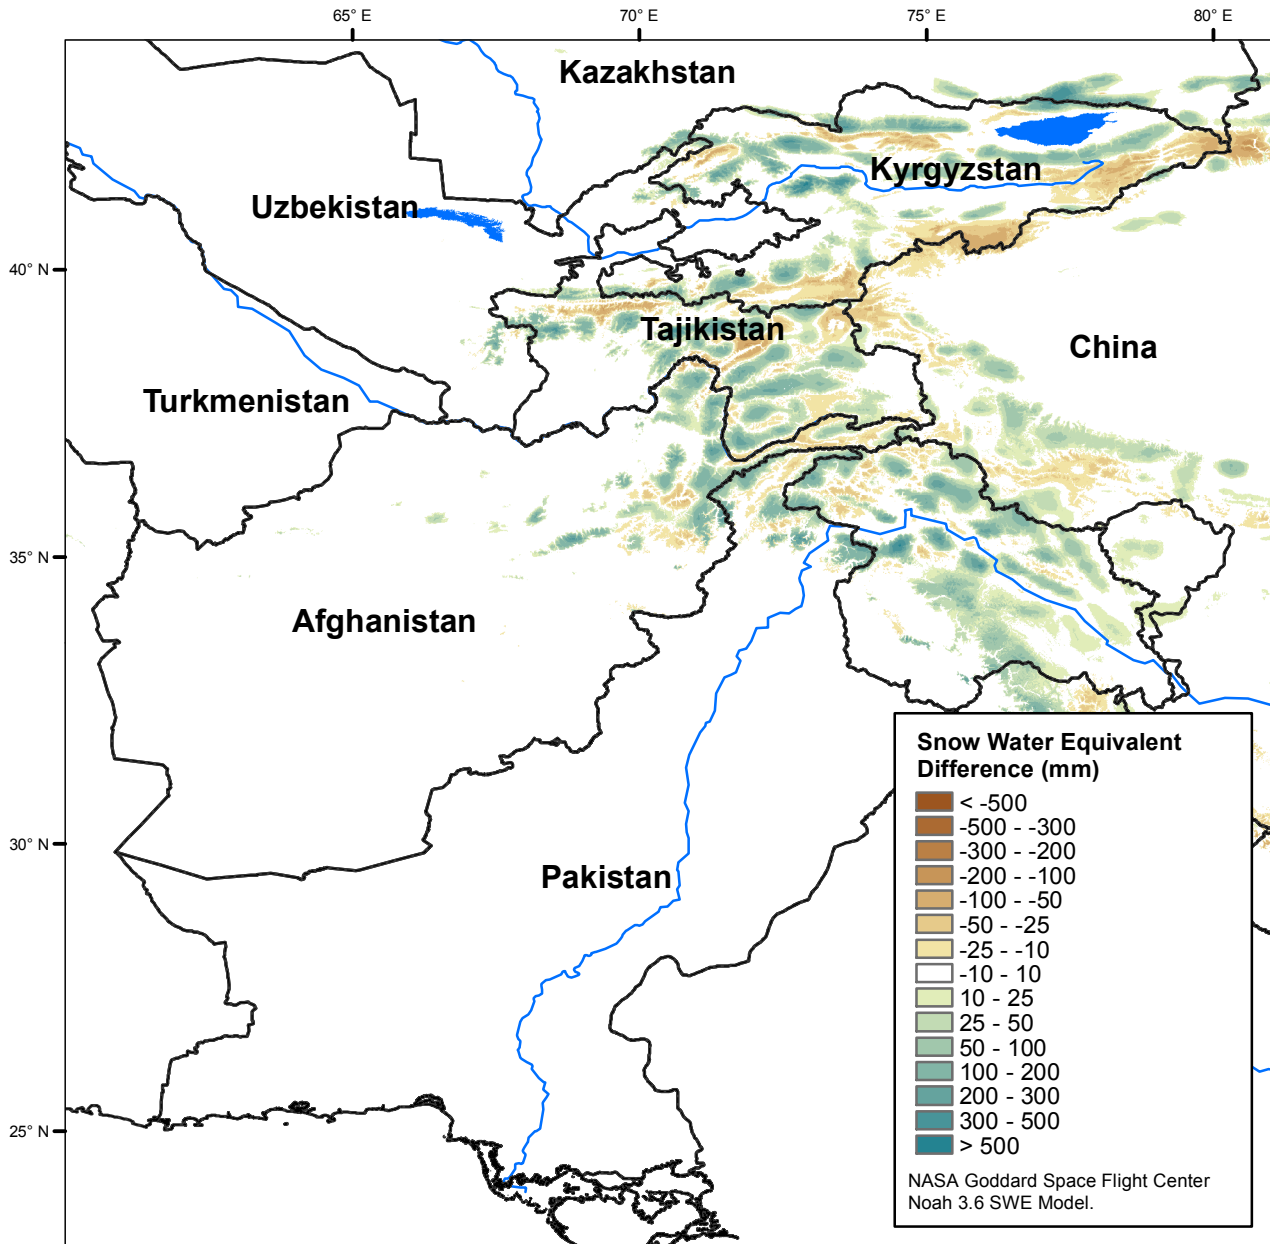 65° E
70° E
75° E
80° E
Kazakhstan
Kyrgyzstan
Uzbekistan
40° N
Tajikistan
China
Turkmenistan
35° N
Afghanistan
Snow Water Equivalent
Difference (mm)
< -500
-500 - -300
-300 - -200
-200 - -100
-100 - -50
-50 - -25
-25 - -10
-10 - 10
10 - 25
25 - 50
50 - 100
100 - 200
200 - 300
300 - 500
> 500
30° N
Pakistan
25° N
NASA Goddard Space Flight Center
Noah 3.6 SWE Model.